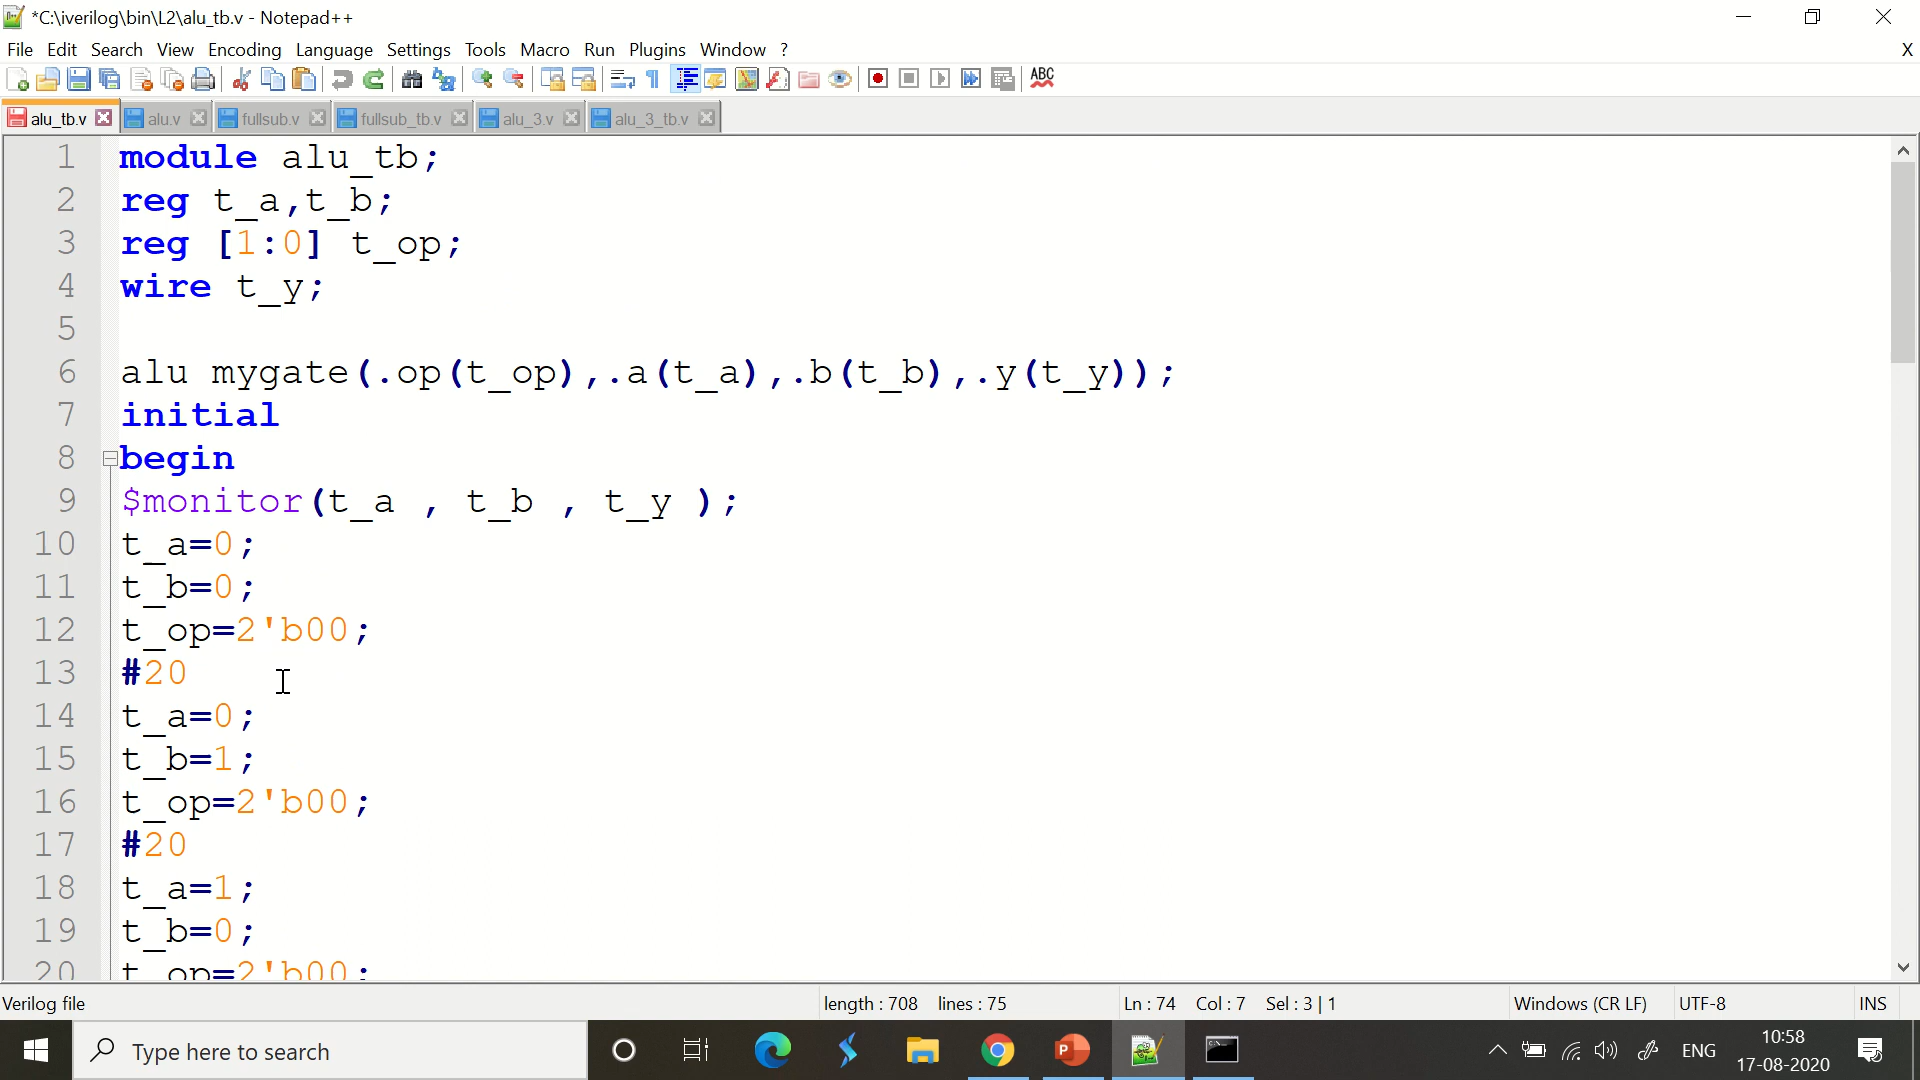 *C:\iverilog\bin\L2\alu_tb.v - Notepad++
File Edit Search View Encoding Language Settings Tools Macro Run Plugins Window ? X
ABC
alu_tb.v alu.v fullsub.v fullsub_tb.v alu_3.v alu_3_tb.v
1 module alu_tb;
2 reg t_a,t_b;
3 reg [1:0] t_op;
4 wire t_y;
5
6 alu mygate(.op(t_op),.a(t_a),.b(t_b),.y(t_y));
7 initial
8 begin
9 $monitor(t_a , t_b , t_y );
10 t_a=0;
11 t_b=0;
12 t_op=2'b00;
13 #20
14 t_a=0;
15 t_b=1;
16 t_op=2'b00;
17 #20
18 t_a=1;
19 t_b=0;
20 t_op=2'b00;
Verilog file length : 708 lines : 75 Ln : 74 Col : 7 Sel : 3 | 1 Windows (CR LF) UTF-8 INS
Type here to search ENG 10:58
17-08-2020